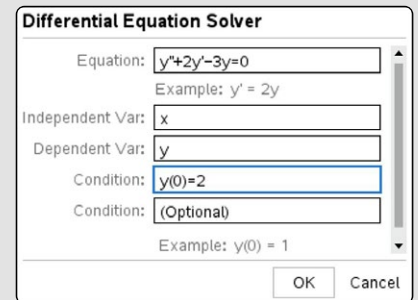 Differential Equation Solver
Equation: y"+2y'−3y=0
Example: y' = 2y
Independent Var: x
Dependent Var: y
Condition: y(0)=2
Condition: (Optional)
Example: y(0) = 1
OK Cancel